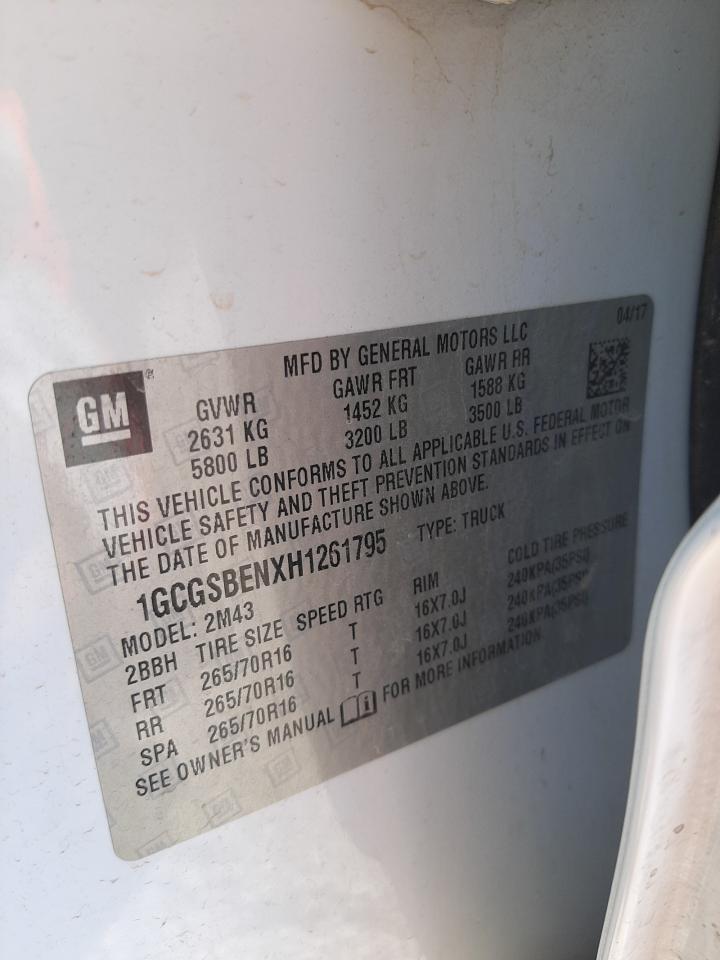 04/17
MFD BY GENERAL MOTORS LLC
GM
GVWR GAWR FRT GAWR RR
2631 KG 1452 KG 1588 KG
5800 LB 3200 LB 3500 LB
THIS VEHICLE CONFORMS TO ALL APPLICABLE U.S. FEDERAL MOTOR
VEHICLE SAFETY AND THEFT PREVENTION STANDARDS IN EFFECT ON
THE DATE OF MANUFACTURE SHOWN ABOVE.
1GCGSBENXH1261795 TYPE: TRUCK
MODEL: 2M43
2BBH TIRE SIZE SPEED RTG RIM COLD TIRE PRESSURE
FRT 265/70R16 T 16X7.0J 240KPA(35PSI)
RR 265/70R16 T 16X7.0J 240KPA(35PSI)
SPA 265/70R16 T 16X7.0J 240KPA(35PSI)
SEE OWNER'S MANUAL FOR MORE INFORMATION